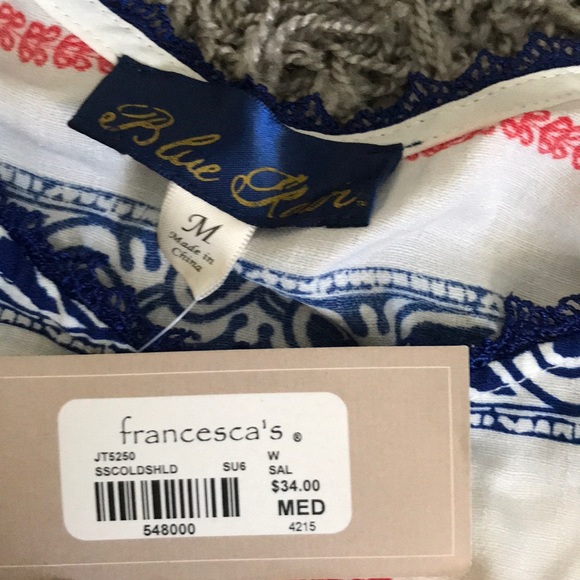 Blue Rain
M
Made in
China
francesca's ®
JT5250 W
SSCOLDSHLD SU6 SAL
$34.00
MED
548000 4215